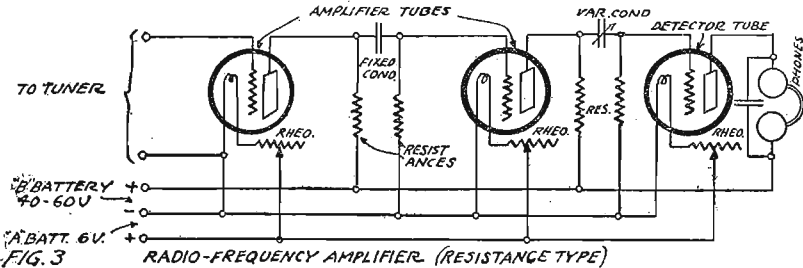 AMPLIFIER TUBES
VAR. COND
DETECTOR TUBE
PHONES
FIXED
COND.
TO TUNER
RHEO.
RESIST
ANCES
RHEO.
RES.
RHEO.
"B" BATTERY +
40-60V -
"A" BATT. 6V. +
FIG. 3
RADIO-FREQUENCY AMPLIFIER (RESISTANCE TYPE)